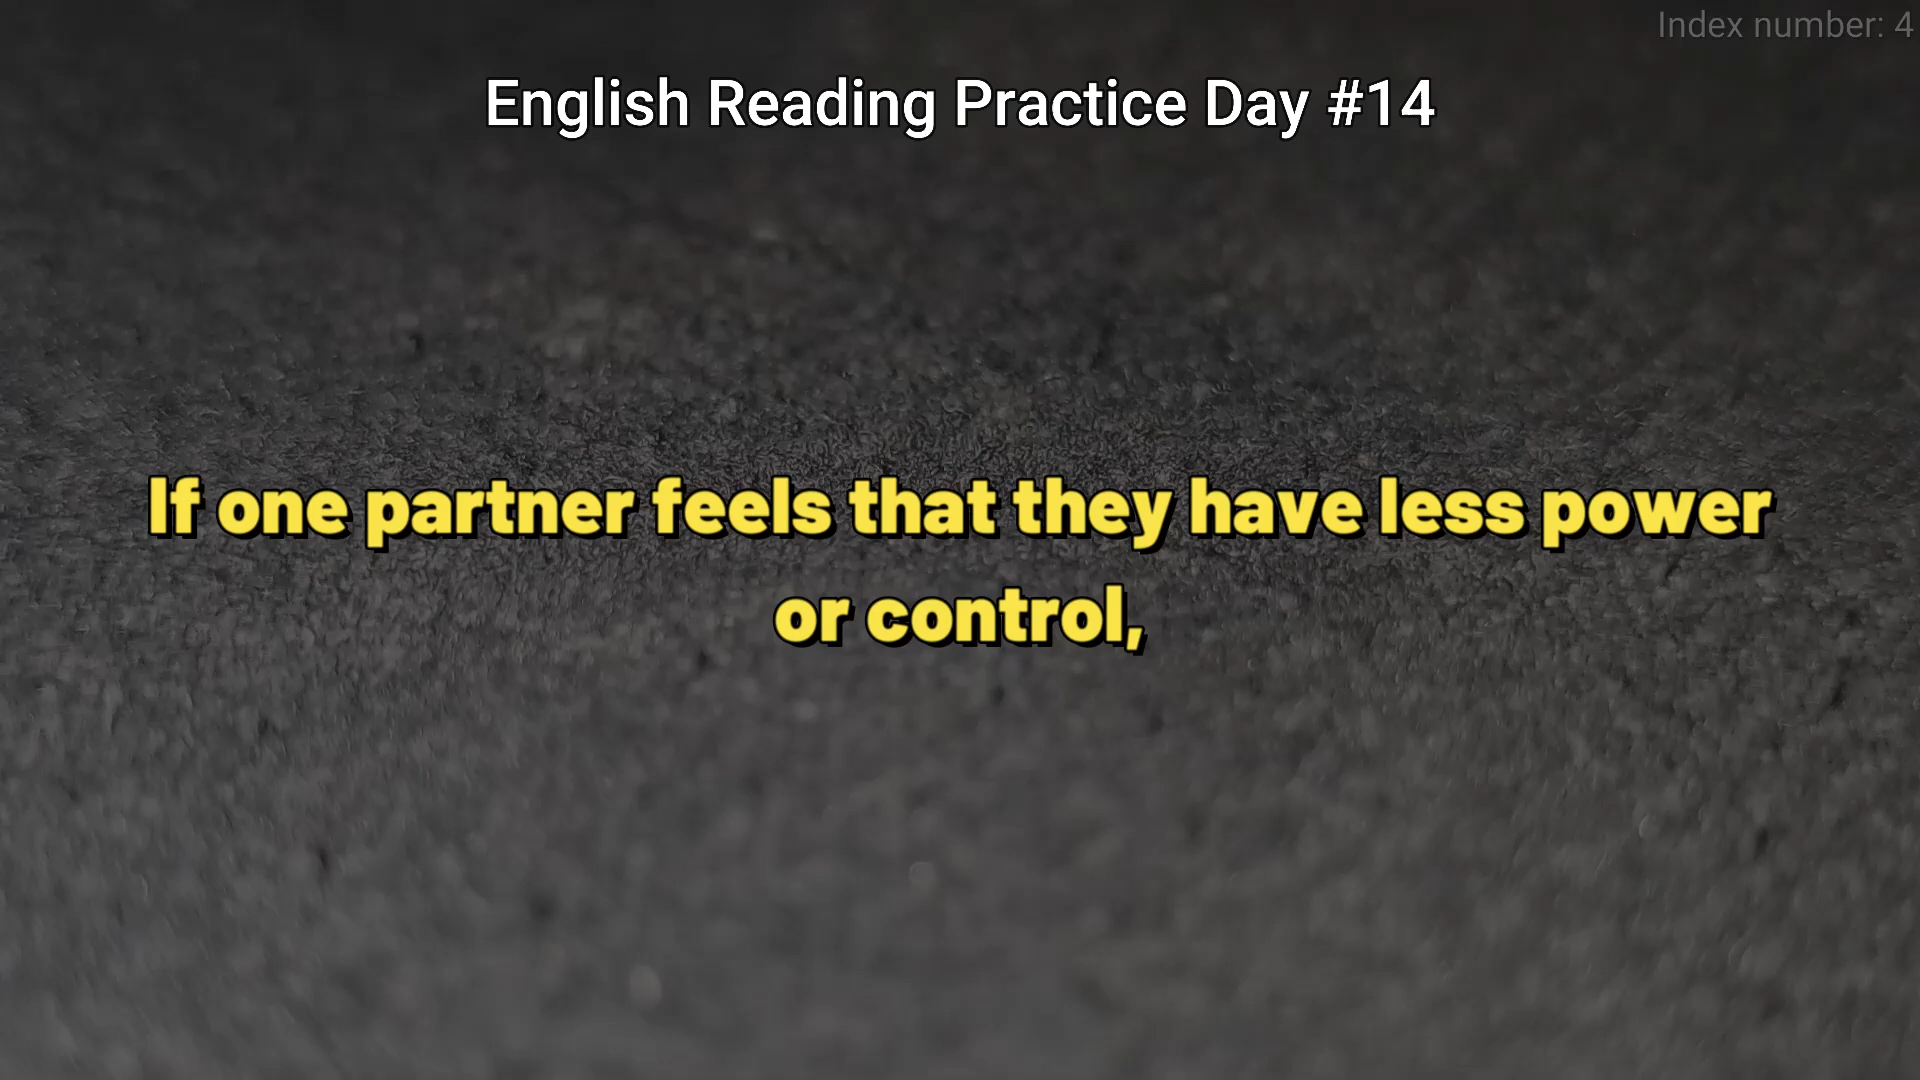 Index number: 4
English Reading Practice Day #14
If one partner feels that they have less power
or control,